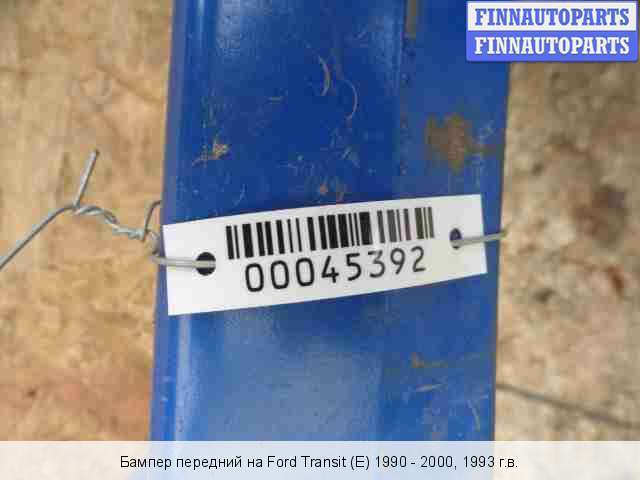 FINNAUTOPARTS
FINNAUTOPARTS
00045392
Бампер передний на Ford Transit (E) 1990 - 2000, 1993 г.в.